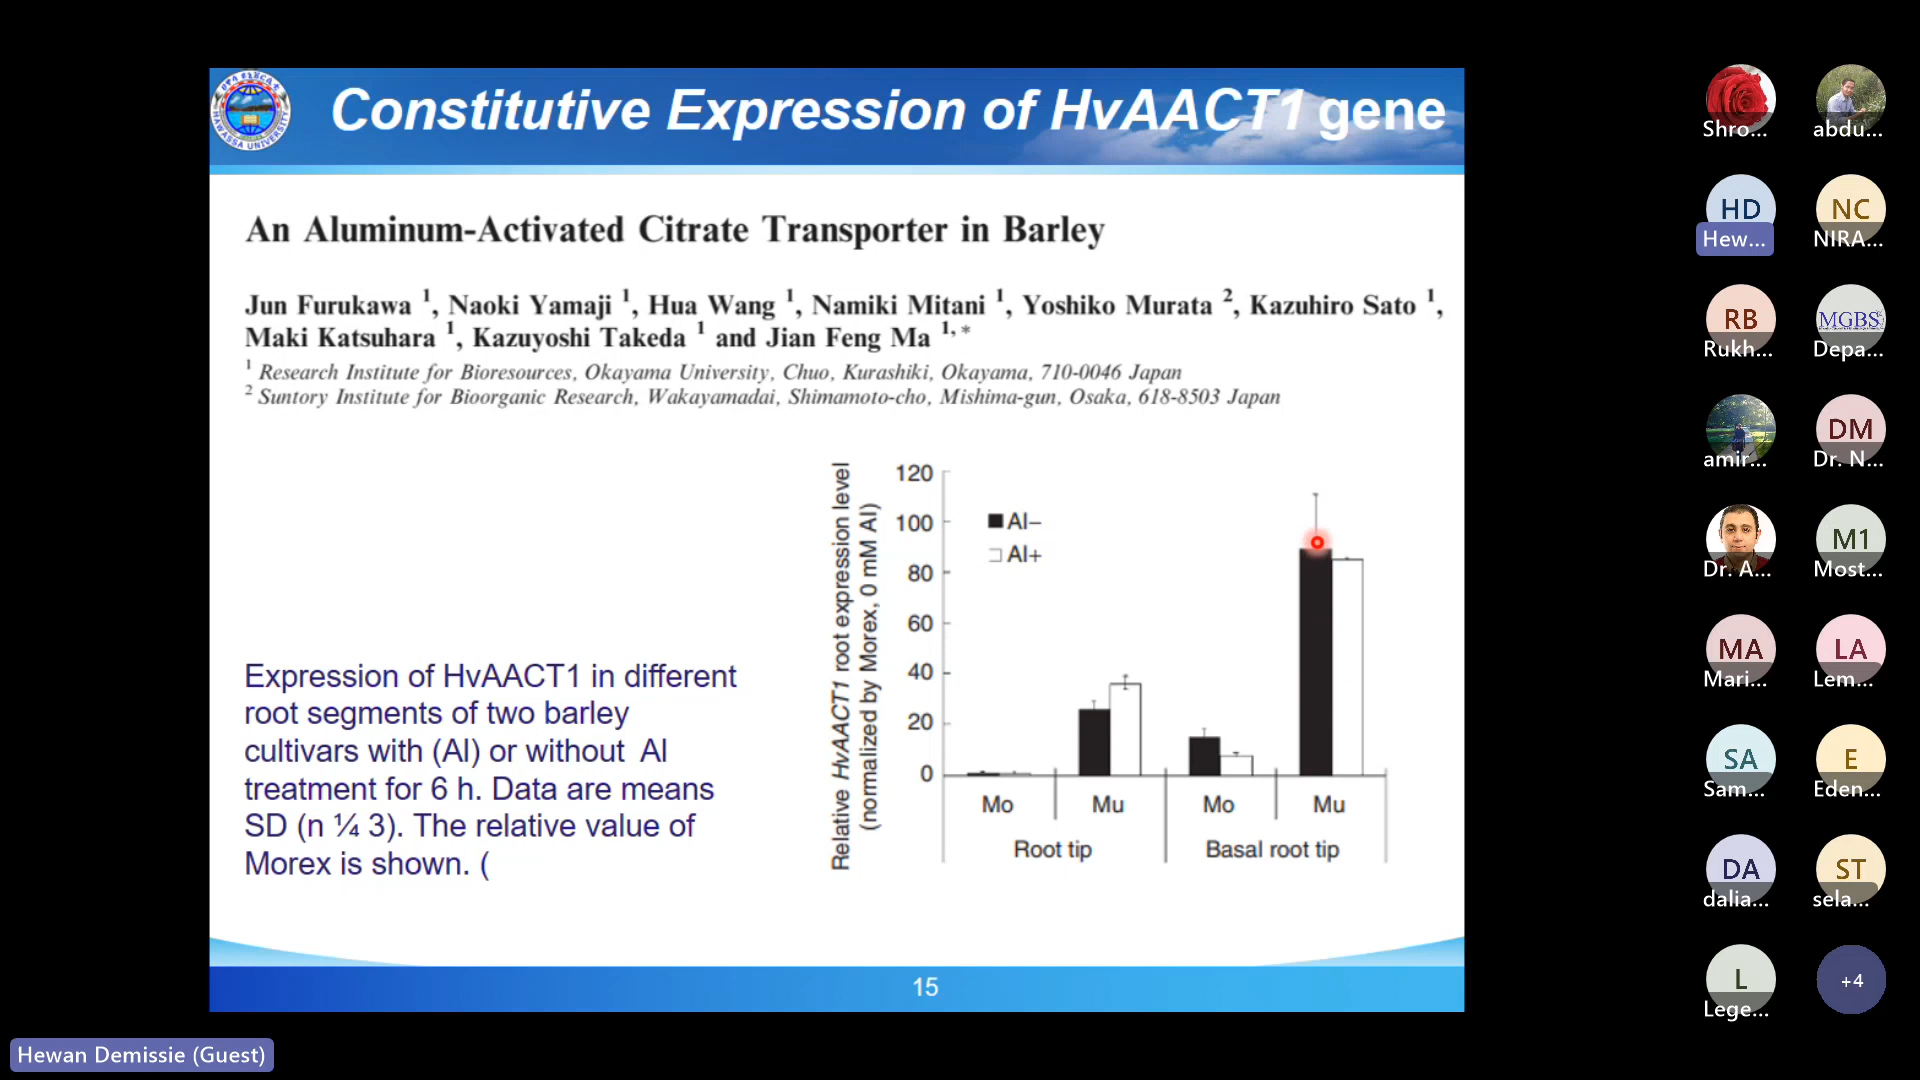 Constitutive Expression of HvAACT1 gene
HAWASSA UNIVERSITY
An Aluminum-Activated Citrate Transporter in Barley
Jun Furukawa 1, Naoki Yamaji 1, Hua Wang 1, Namiki Mitani 1, Yoshiko Murata 2, Kazuhiro Sato 1,
Maki Katsuhara 1, Kazuyoshi Takeda 1 and Jian Feng Ma 1,*
1 Research Institute for Bioresources, Okayama University, Chuo, Kurashiki, Okayama, 710-0046 Japan
2 Suntory Institute for Bioorganic Research, Wakayamadai, Shimamoto-cho, Mishima-gun, Osaka, 618-8503 Japan
Expression of HvAACT1 in different
root segments of two barley
cultivars with (Al) or without Al
treatment for 6 h. Data are means
SD (n ¼ 3). The relative value of
Morex is shown. (
Relative HvAACT1 root expression level
(normalized by Morex, 0 mM Al)
120
100
80
60
40
20
0
Al–
Al+
Mo Mu Mo Mu
Root tip Basal root tip
15
Shro... abdu...
HD NC
Hew... NIRA...
RB MGBS
Rukh... Depa...
DM
amir... Dr. N...
M1
Dr. A... Most...
MA LA
Mari... Lem...
SA E
Sam... Eden...
DA ST
dalia... sela...
L +4
Lege...
Hewan Demissie (Guest)